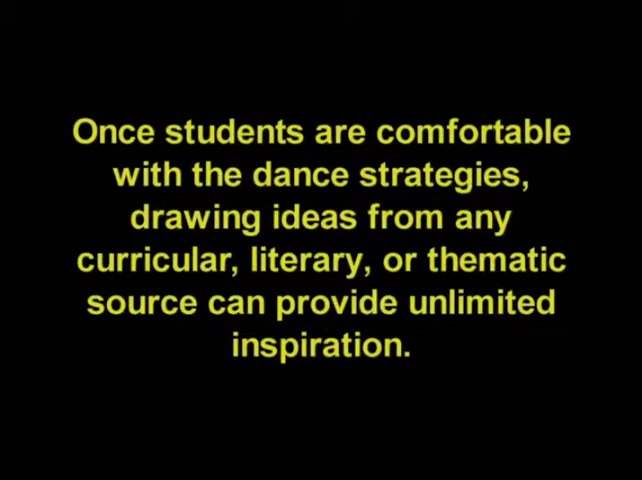 Once students are comfortable
with the dance strategies,
drawing ideas from any
curricular, literary, or thematic
source can provide unlimited
inspiration.